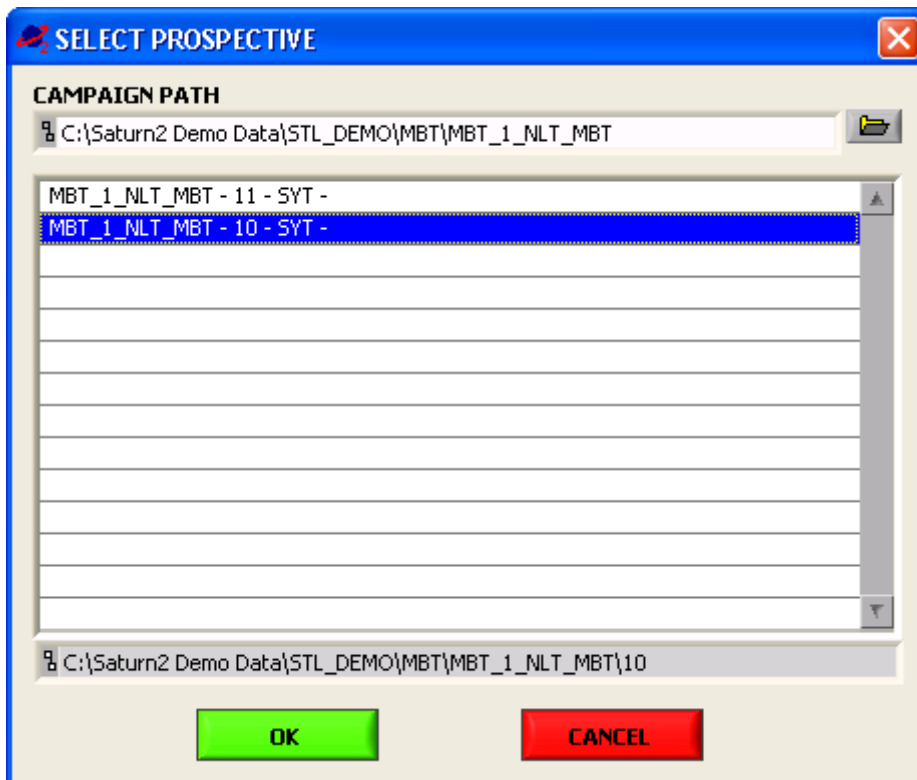 SELECT PROSPECTIVE
CAMPAIGN PATH
C:\Saturn2 Demo Data\STL_DEMO\MBT\MBT_1_NLT_MBT
MBT_1_NLT_MBT - 11 - SYT -
MBT_1_NLT_MBT - 10 - SYT -
C:\Saturn2 Demo Data\STL_DEMO\MBT\MBT_1_NLT_MBT\10
OK CANCEL